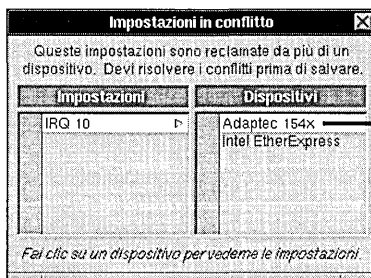 Impostazioni in conflitto
Queste impostazioni sono reclamate da più di un
dispositivo. Devi risolvere i conflitti prima di salvare.
Impostazioni
Dispositivi
IRQ 10
Adaptec 154x
Intel EtherExpress
Fai clic su un dispositivo per vederne le impostazioni.